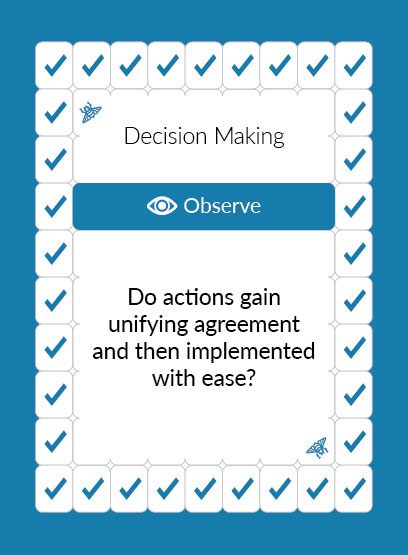 Decision Making
Observe
Do actions gain
unifying agreement
and then implemented
with ease?